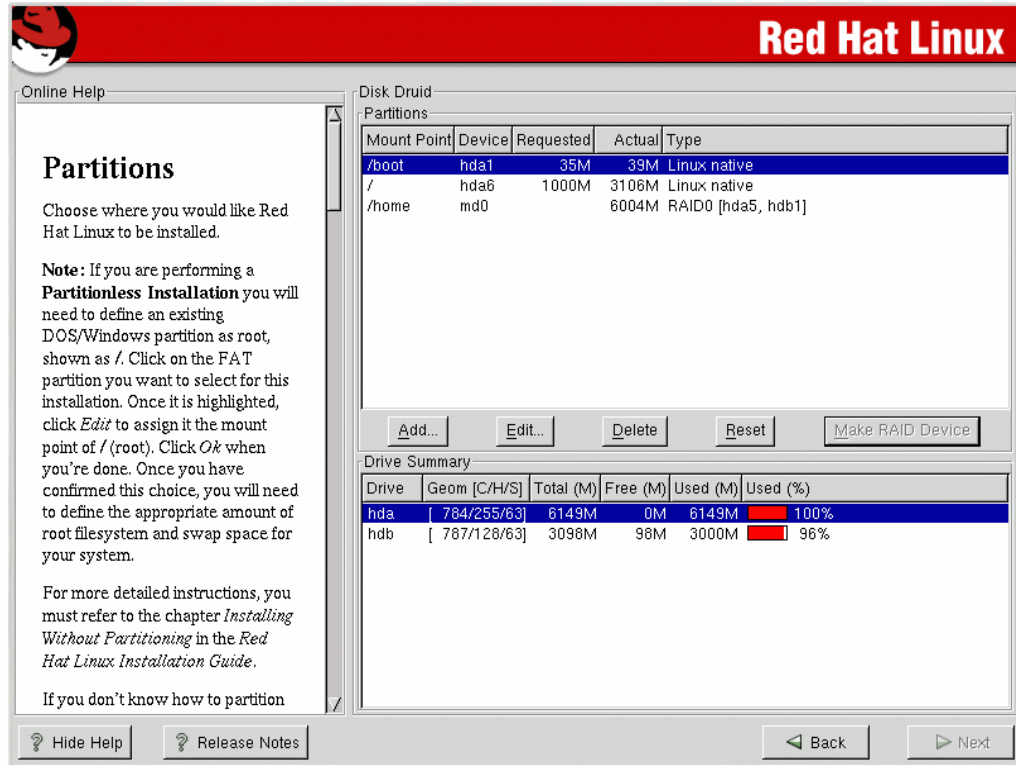 Red Hat Linux
Online Help
Partitions
Choose where you would like Red
Hat Linux to be installed.
Note: If you are performing a
Partitionless Installation you will
need to define an existing
DOS/Windows partition as root,
shown as /. Click on the FAT
partition you want to select for this
installation. Once it is highlighted,
click Edit to assign it the mount
point of / (root). Click Ok when
you're done. Once you have
confirmed this choice, you will need
to define the appropriate amount of
root filesystem and swap space for
your system.
For more detailed instructions, you
must refer to the chapter Installing
Without Partitioning in the Red
Hat Linux Installation Guide.
If you don't know how to partition
Disk Druid
Partitions
Mount Point Device Requested Actual Type
/boot hda1 35M 39M Linux native
/ hda6 1000M 3106M Linux native
/home md0 6004M RAID0 [hda5, hdb1]
Add... Edit... Delete Reset Make RAID Device
Drive Summary
Drive Geom [C/H/S] Total (M) Free (M) Used (M) Used (%)
hda [ 784/255/63] 6149M 0M 6149M 100%
hdb [ 787/128/63] 3098M 98M 3000M 96%
? Hide Help ? Release Notes Back Next